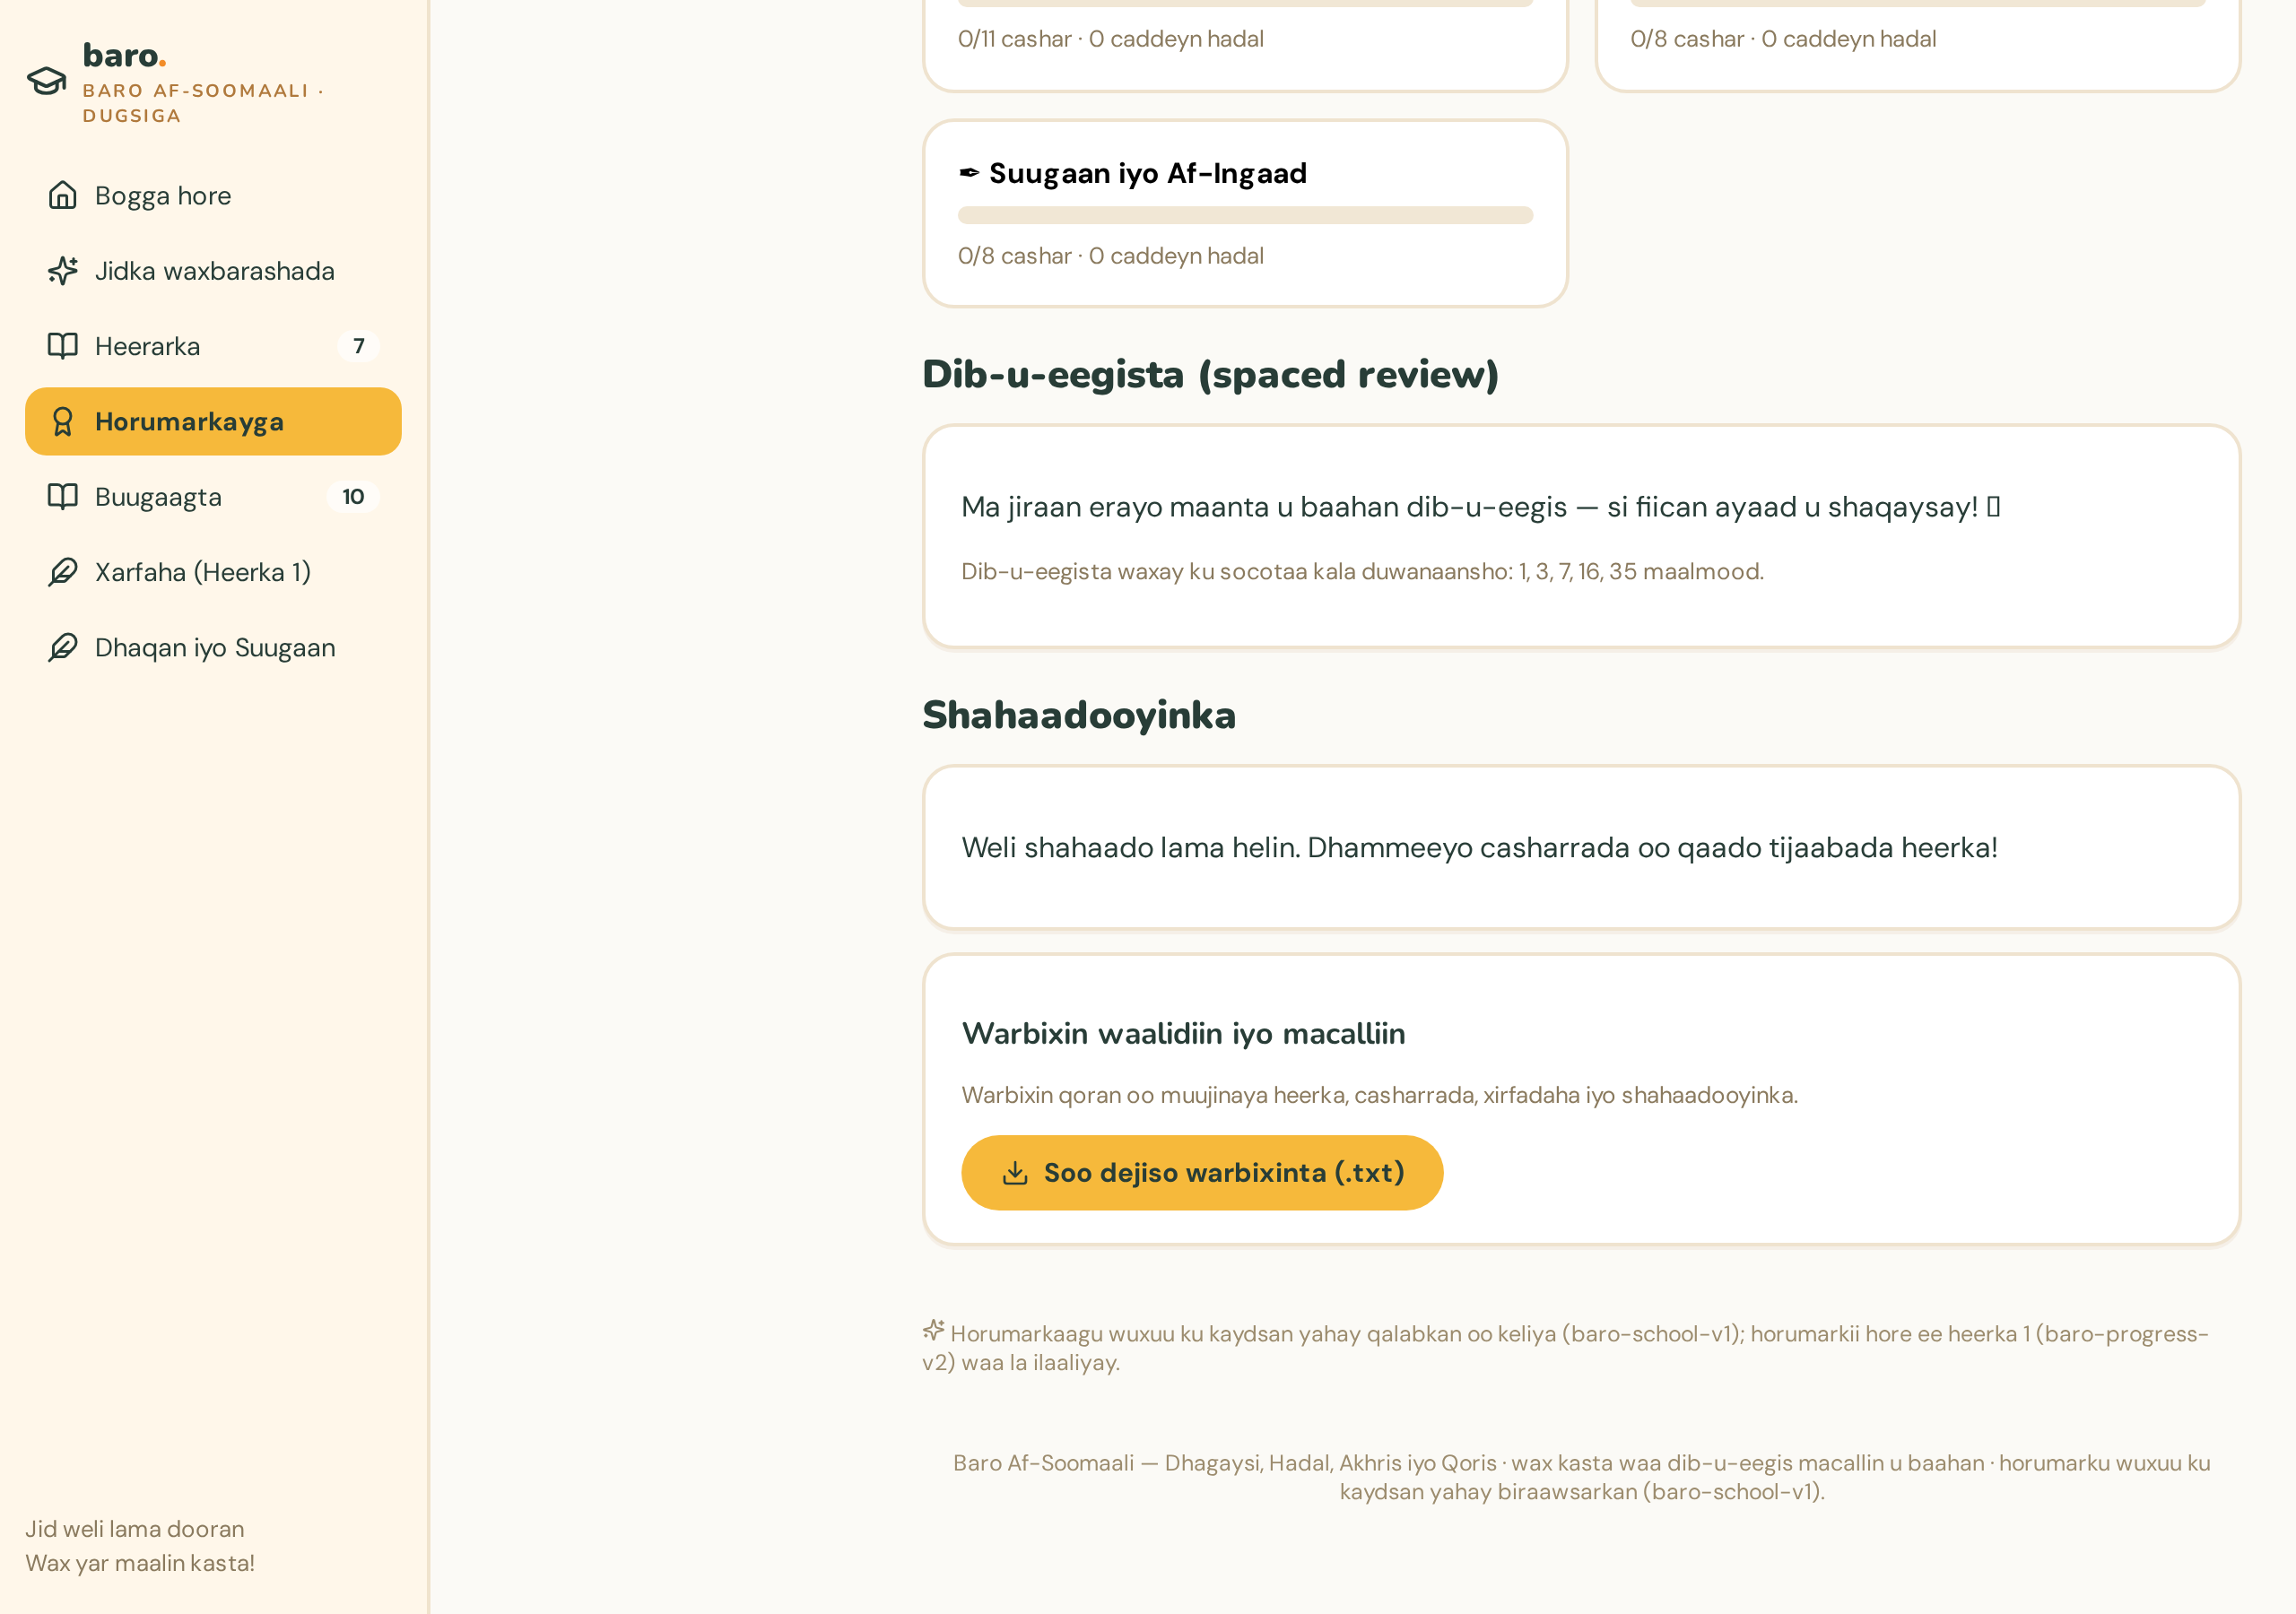 baro.
BARO AF-SOOMAALI ·
DUGSIGA
Bogga hore
Jidka waxbarashada
Heerarka 7
Horumarkayga
Buugaagta 10
Xarfaha (Heerka 1)
Dhaqan iyo Suugaan
Jid weli lama dooran
Wax yar maalin kasta!
0/11 cashar · 0 caddeyn hadal
0/8 cashar · 0 caddeyn hadal
✒ Suugaan iyo Af-Ingaad
0/8 cashar · 0 caddeyn hadal
Dib-u-eegista (spaced review)
Ma jiraan erayo maanta u baahan dib-u-eegis — si fiican ayaad u shaqaysay!
Dib-u-eegista waxay ku socotaa kala duwanaansho: 1, 3, 7, 16, 35 maalmood.
Shahaadooyinka
Weli shahaado lama helin. Dhammeeyo casharrada oo qaado tijaabada heerka!
Warbixin waalidiin iyo macalliin
Warbixin qoran oo muujinaya heerka, casharrada, xirfadaha iyo shahaadooyinka.
Soo dejiso warbixinta (.txt)
Horumarkaagu wuxuu ku kaydsan yahay qalabkan oo keliya (baro-school-v1); horumarkii hore ee heerka 1 (baro-progress-
v2) waa la ilaaliyay.
Baro Af-Soomaali — Dhagaysi, Hadal, Akhris iyo Qoris · wax kasta waa dib-u-eegis macallin u baahan · horumarku wuxuu ku
kaydsan yahay biraawsarkan (baro-school-v1).